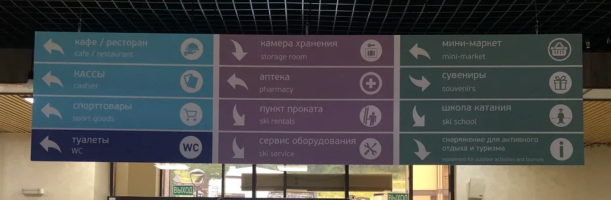 кафе / ресторан
cafe / restaurant
КАССЫ
cashier
спорттовары
sport goods
туалеты
WC
WC
камера хранения
storage room
аптека
pharmacy
пункт проката
ski rentals
сервис оборудования
ski service
мини-маркет
mini-market
сувениры
souvenirs
школа катания
ski school
снаряжение для активного
отдыха и туризма
ВЫХОД
ВЫХОД